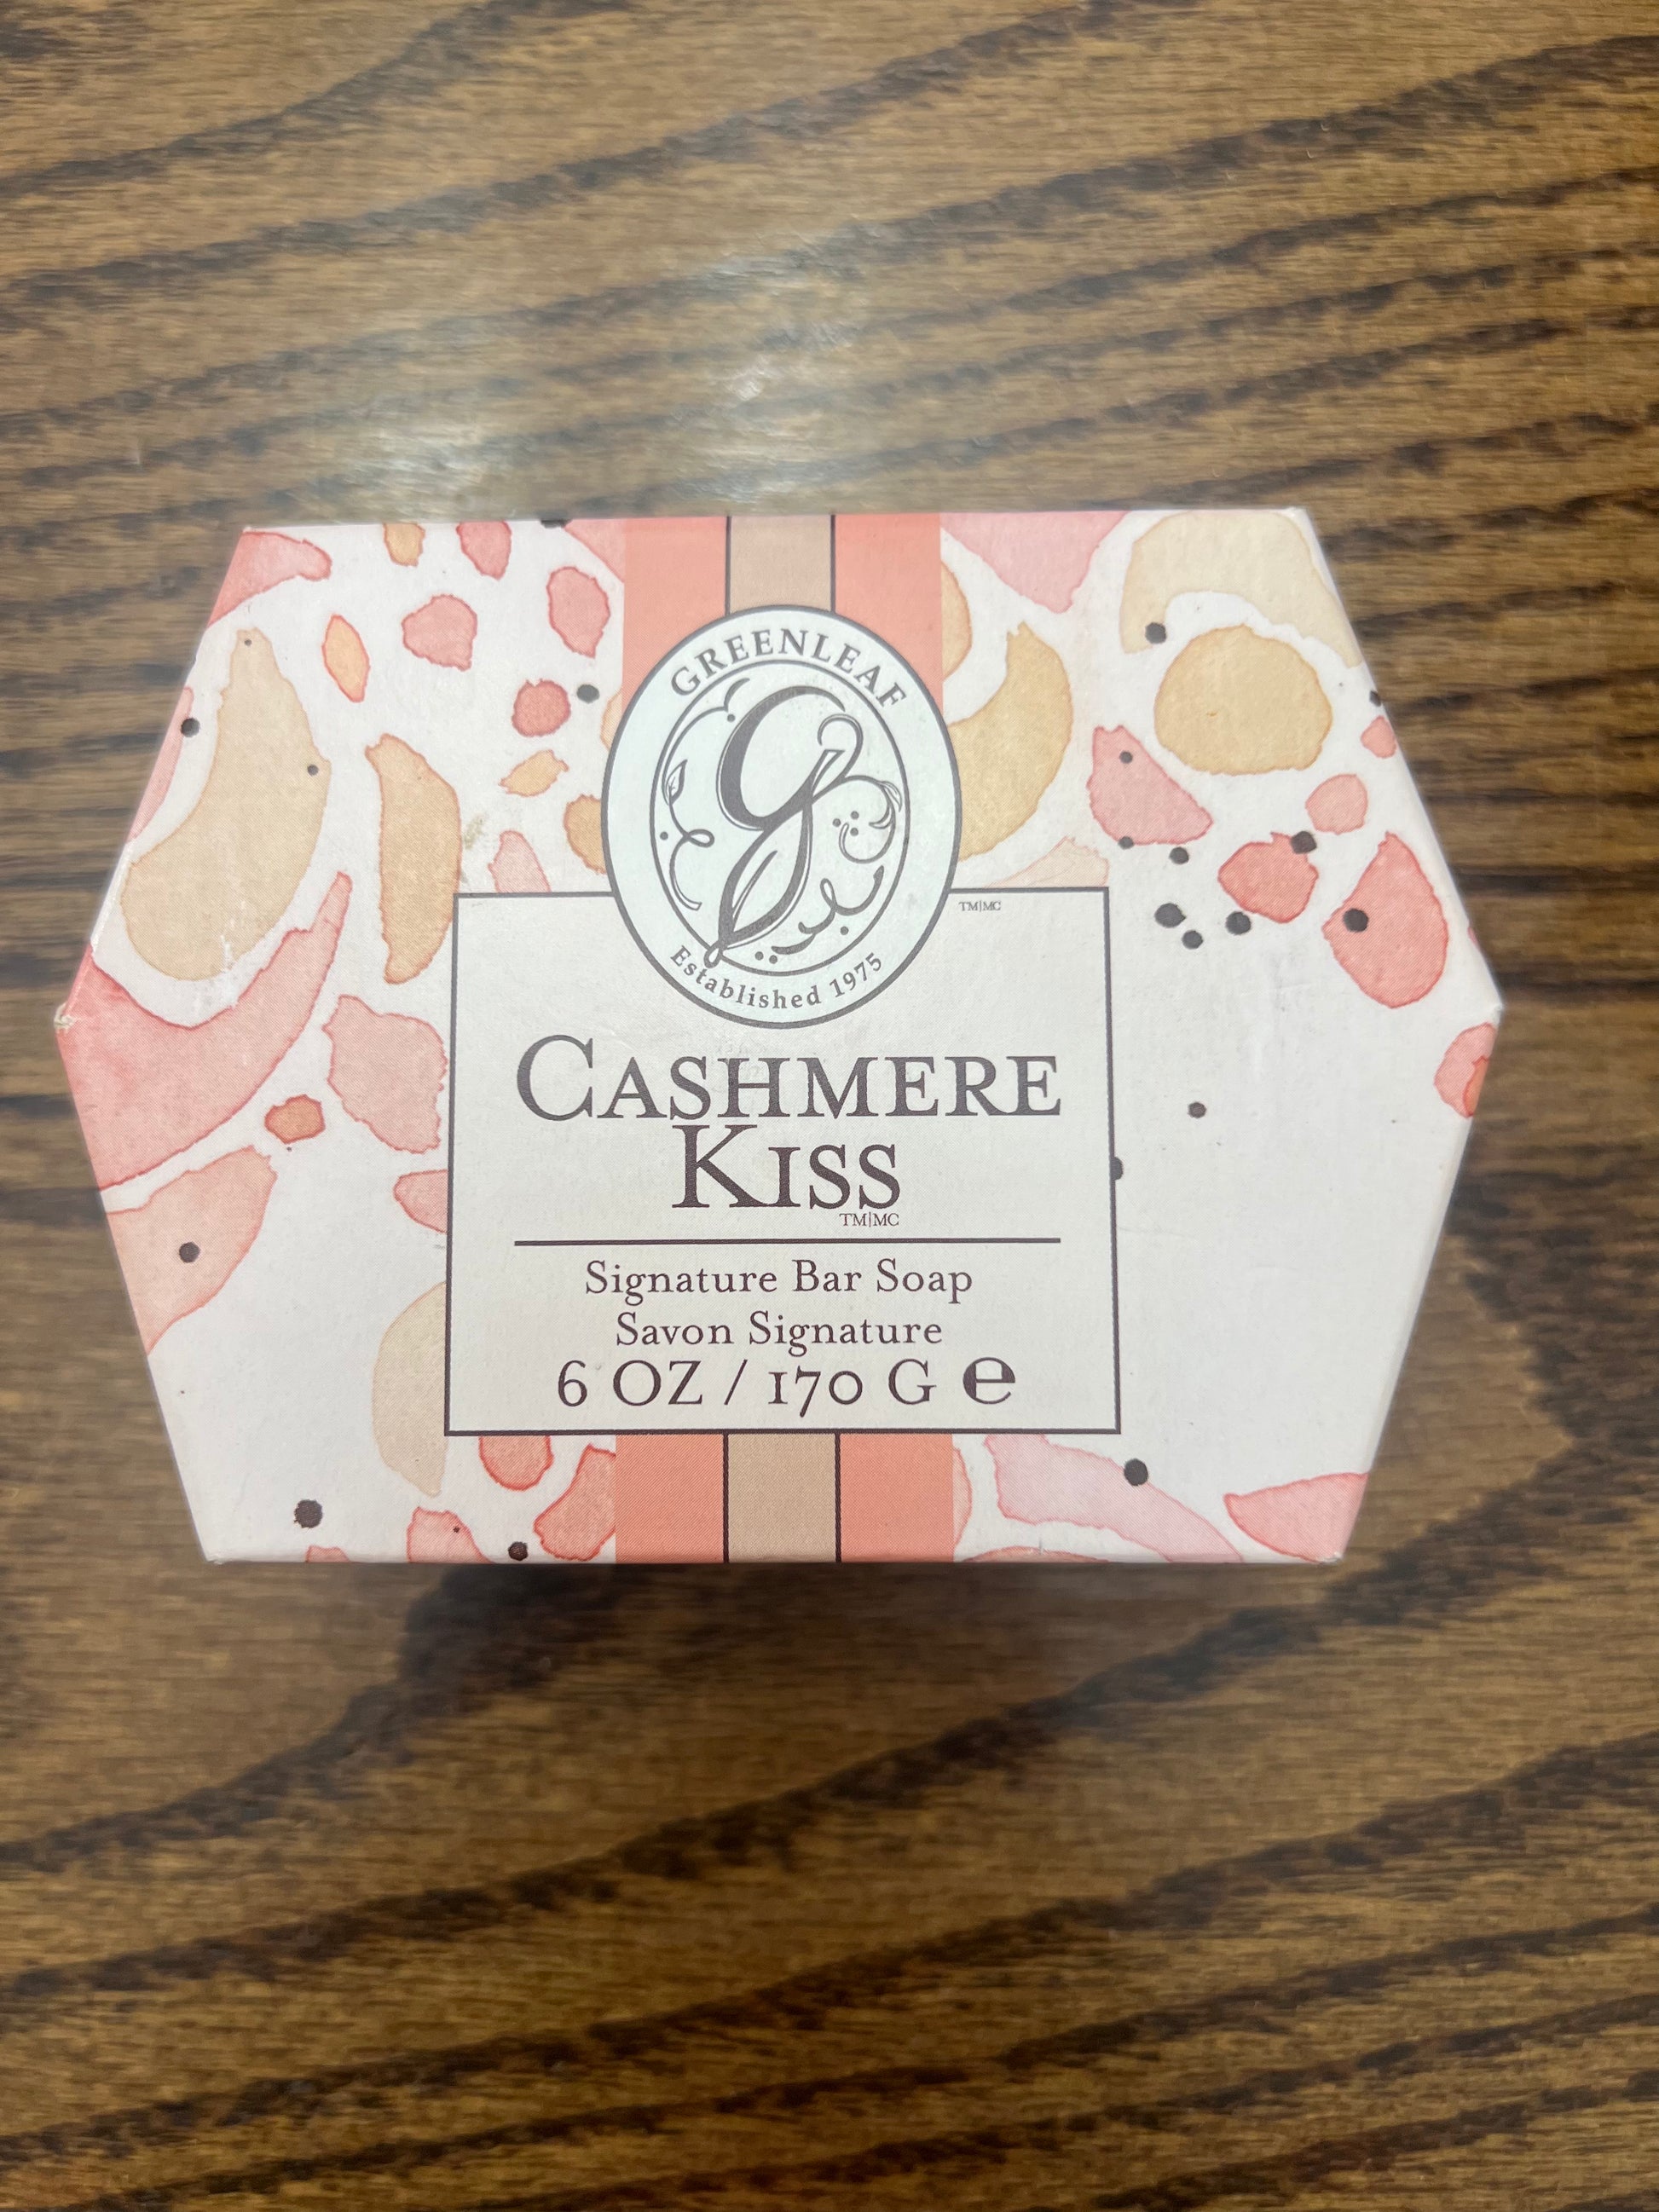 GREENLEAF
Established 1975
TM|MC
CASHMERE
KISS
TM|MC
Signature Bar Soap
Savon Signature
6 OZ / 170 G ℮